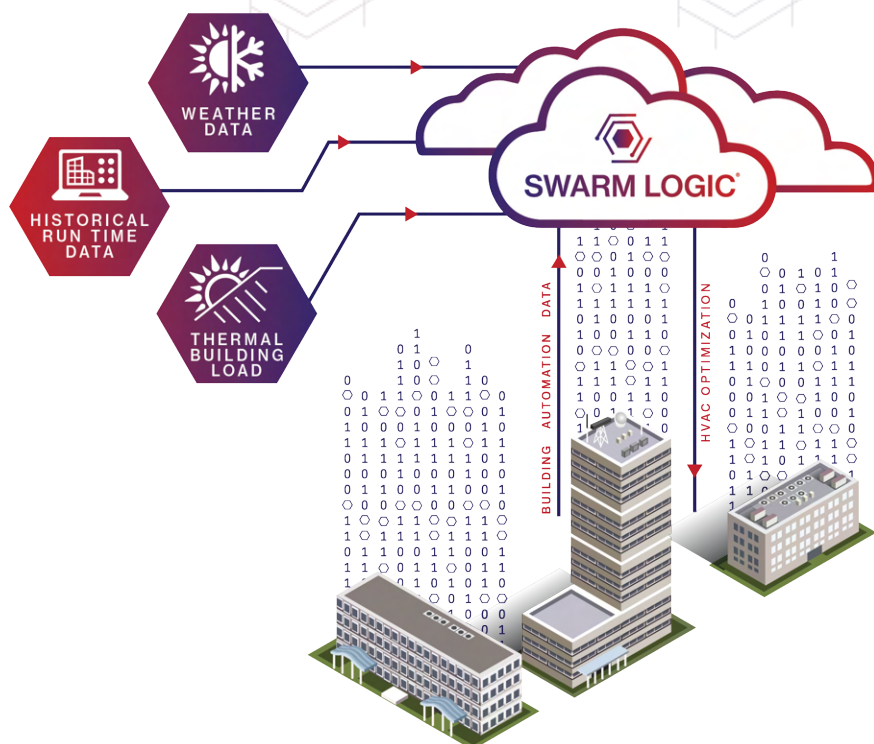 WEATHER
DATA
HISTORICAL
RUN TIME
DATA
THERMAL
BUILDING
LOAD
SWARM LOGIC®
BUILDING AUTOMATION DATA
HVAC OPTIMIZATION